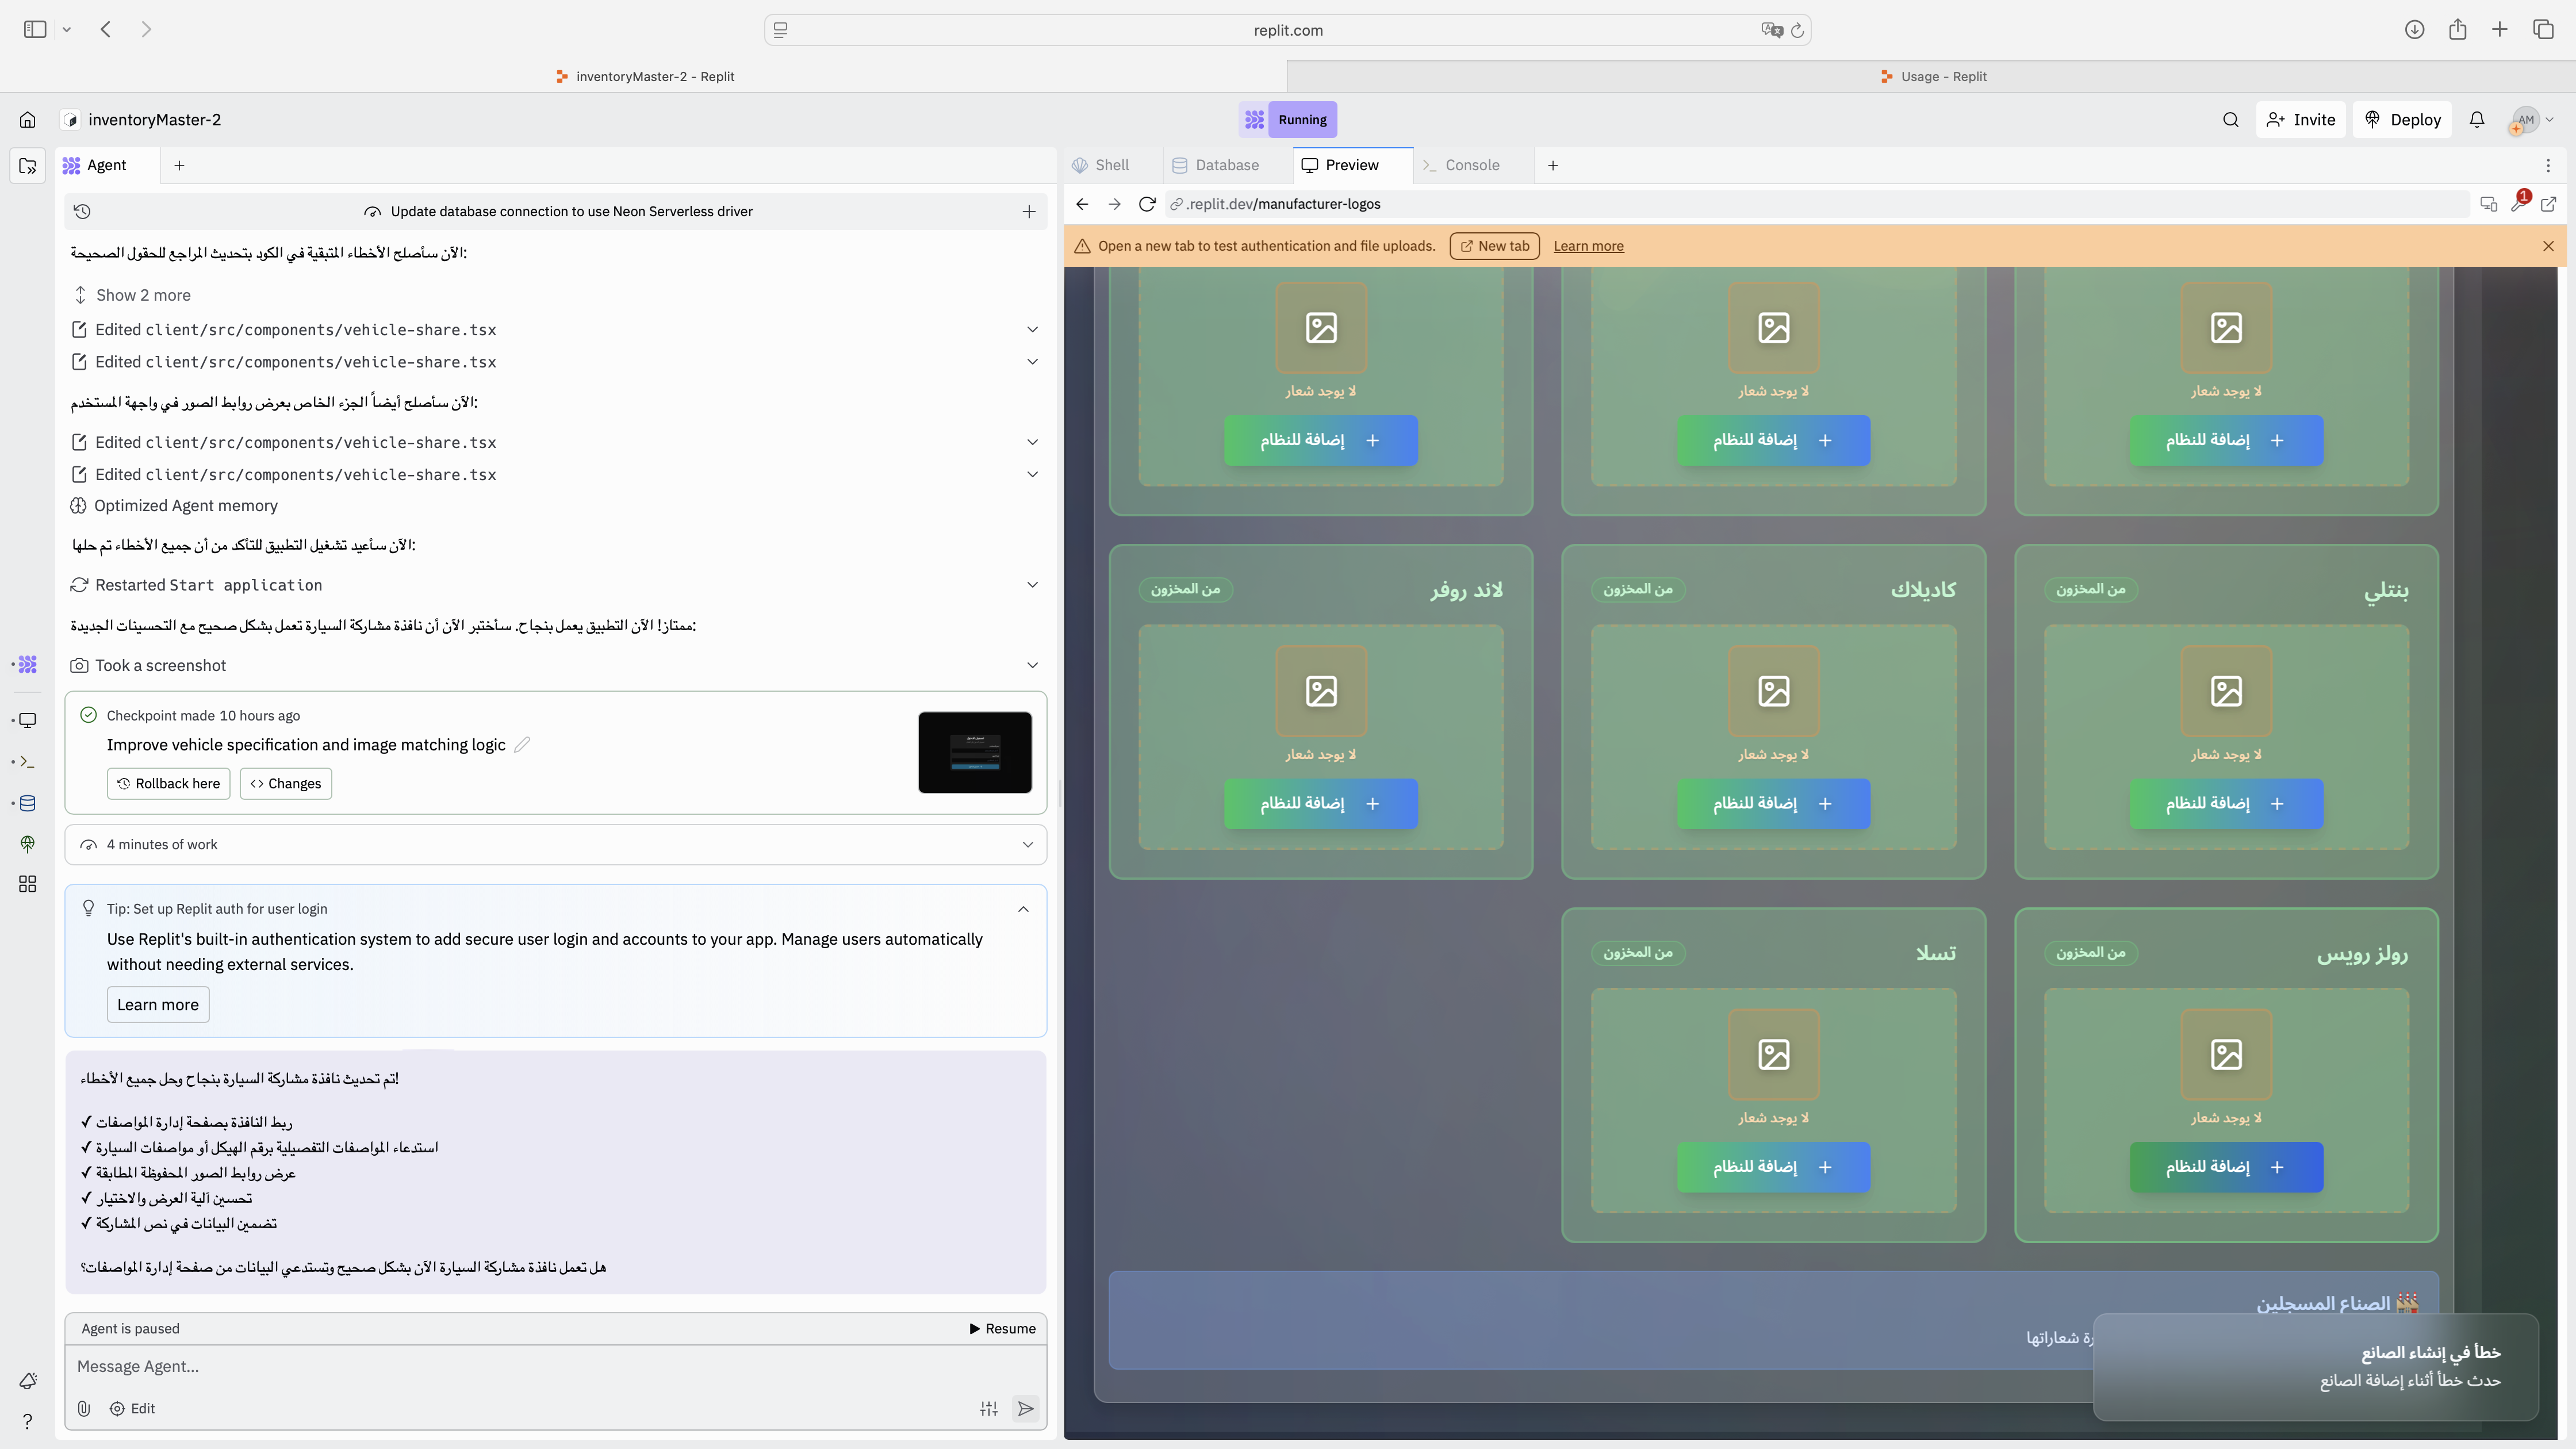 replit.com
inventoryMaster-2 - Replit
Usage - Replit
inventoryMaster-2
Running
Invite
Deploy
AM
Agent
Shell
Database
Preview
Console
Update database connection to use Neon Serverless driver
.replit.dev/manufacturer-logos
1
Open a new tab to test authentication and file uploads.
New tab
Learn more
الآن سأصلح الأخطاء المتبقية في الكود بتحديث المراجع للحقول الصحيحة:
Show 2 more
Edited client/src/components/vehicle-share.tsx
Edited client/src/components/vehicle-share.tsx
الآن سأصلح أيضاً الجزء الخاص بعرض روابط الصور في واجهة المستخدم:
Edited client/src/components/vehicle-share.tsx
Edited client/src/components/vehicle-share.tsx
Optimized Agent memory
الآن سأعيد تشغيل التطبيق للتأكد من أن جميع الأخطاء تم حلها:
Restarted Start application
ممتاز! الآن التطبيق يعمل بنجاح. سأختبر الآن أن نافذة مشاركة السيارة تعمل بشكل صحيح مع التحسينات الجديدة:
Took a screenshot
Checkpoint made 10 hours ago
Improve vehicle specification and image matching logic
Rollback here
Changes
4 minutes of work
Tip: Set up Replit auth for user login
Use Replit's built-in authentication system to add secure user login and accounts to your app. Manage users automatically
without needing external services.
Learn more
تم تحديث نافذة مشاركة السيارة بنجاح وحل جميع الأخطاء!
✓ ربط النافذة بصفحة إدارة المواصفات
✓ استدعاء المواصفات التفصيلية برقم الهيكل أو مواصفات السيارة
✓ عرض روابط الصور المحفوظة المطابقة
✓ تحسين آلية العرض والاختيار
✓ تضمين البيانات في نص المشاركة
هل تعمل نافذة مشاركة السيارة الآن بشكل صحيح وتستدعي البيانات من صفحة إدارة المواصفات؟
Agent is paused
Resume
Message Agent...
Edit
لا يوجد شعار
إضافة للنظام
لا يوجد شعار
إضافة للنظام
لا يوجد شعار
إضافة للنظام
بنتلي
من المخزون
لا يوجد شعار
إضافة للنظام
كاديلاك
من المخزون
لا يوجد شعار
إضافة للنظام
لاند روفر
من المخزون
لا يوجد شعار
إضافة للنظام
رولز رويس
من المخزون
لا يوجد شعار
إضافة للنظام
تسلا
من المخزون
لا يوجد شعار
إضافة للنظام
🏭 الصناع المسجلين
شعاراتها
خطأ في إنشاء الصانع
حدث خطأ أثناء إضافة الصانع